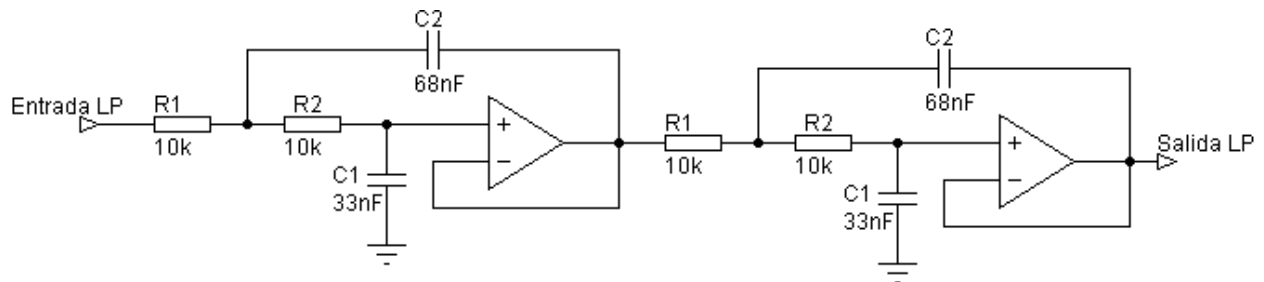 C2
68nF
Entrada LP
R1
10k
R2
10k
C1
33nF
+
−
R1
10k
C2
68nF
R2
10k
C1
33nF
+
−
Salida LP